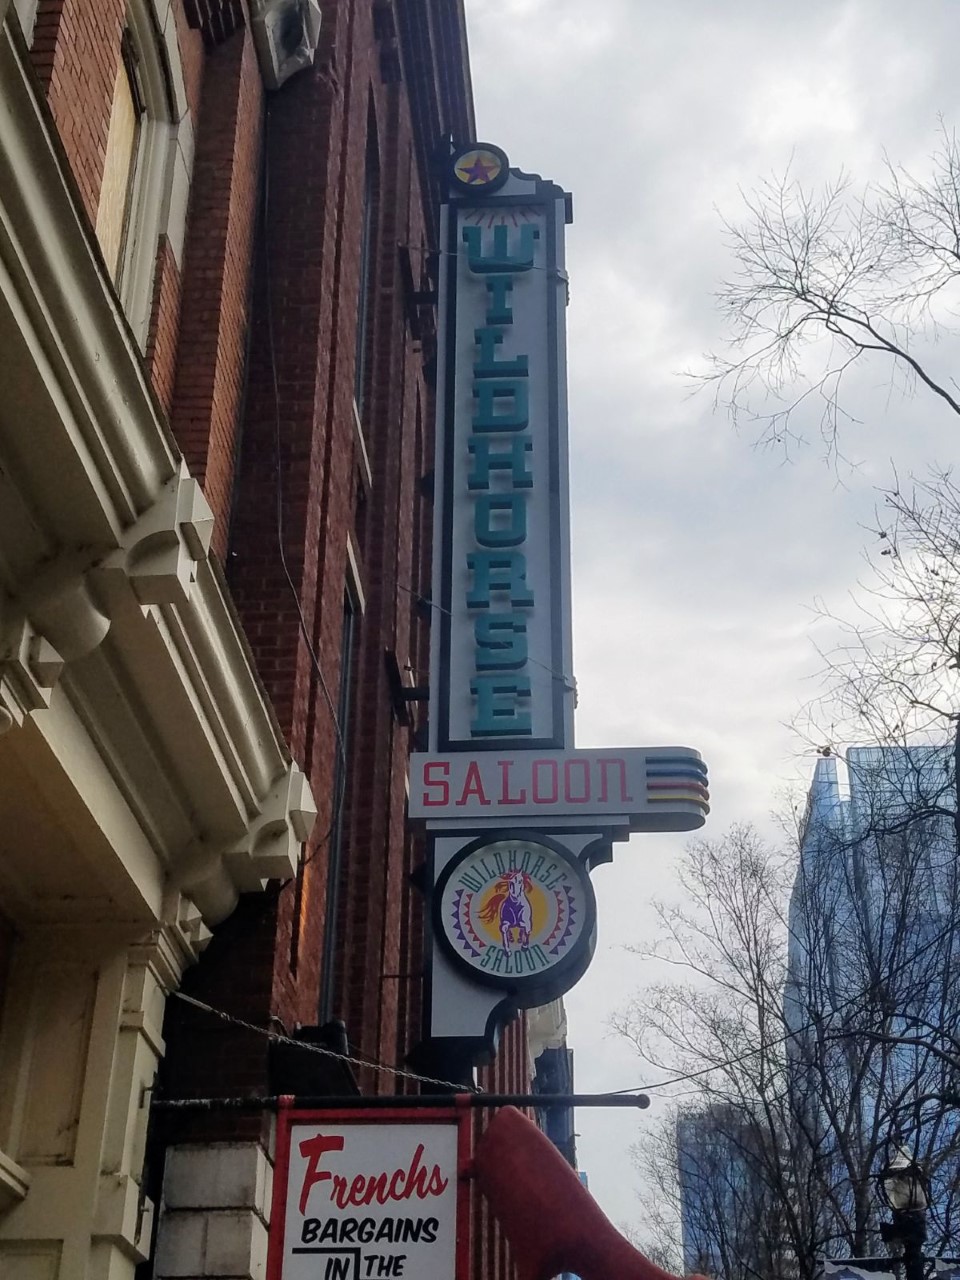 WILDHORSE
SALOON
WILDHORSE
SALOON
Frenchs
BARGAINS
IN THE